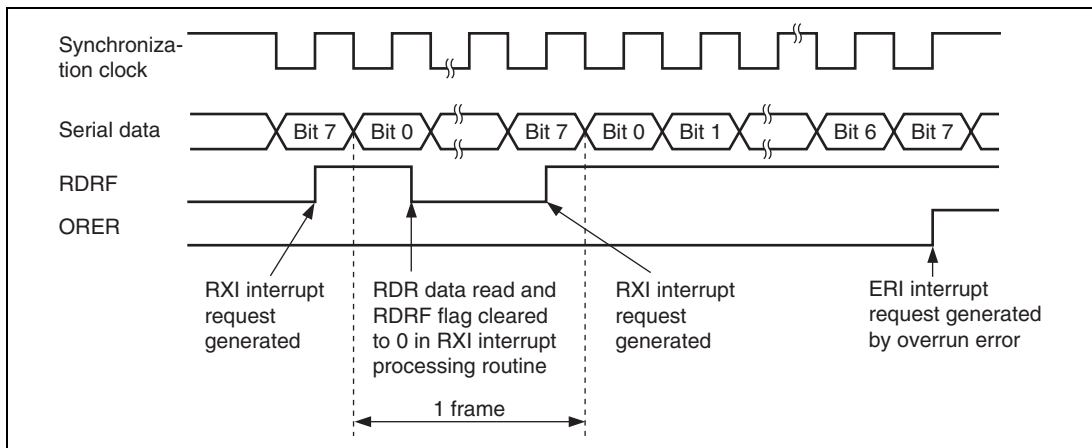 Synchroniza-
tion clock
Serial data
Bit 7
Bit 0
Bit 7
Bit 0
Bit 1
Bit 6
Bit 7
RDRF
ORER
RXI interrupt
request
generated
RDR data read and
RDRF flag cleared
to 0 in RXI interrupt
processing routine
RXI interrupt
request
generated
ERI interrupt
request generated
by overrun error
1 frame